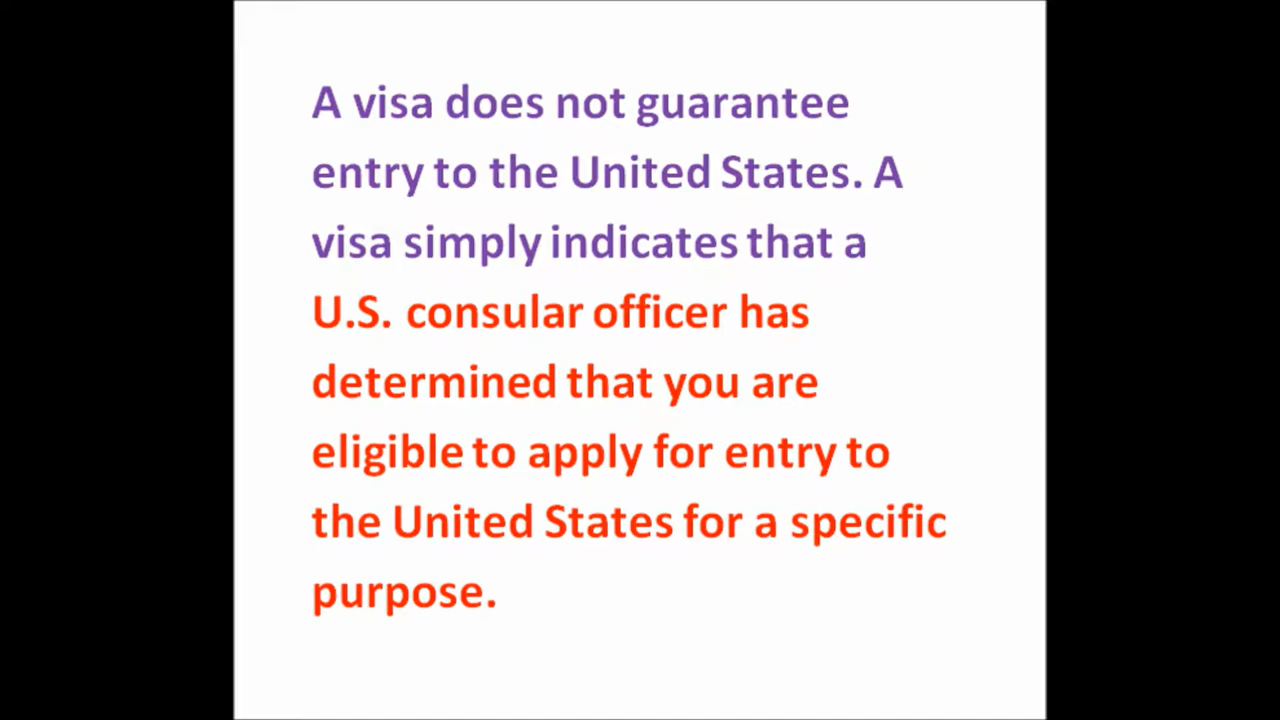 A visa does not guarantee
entry to the United States. A
visa simply indicates that a
U.S. consular officer has
determined that you are
eligible to apply for entry to
the United States for a specific
purpose.